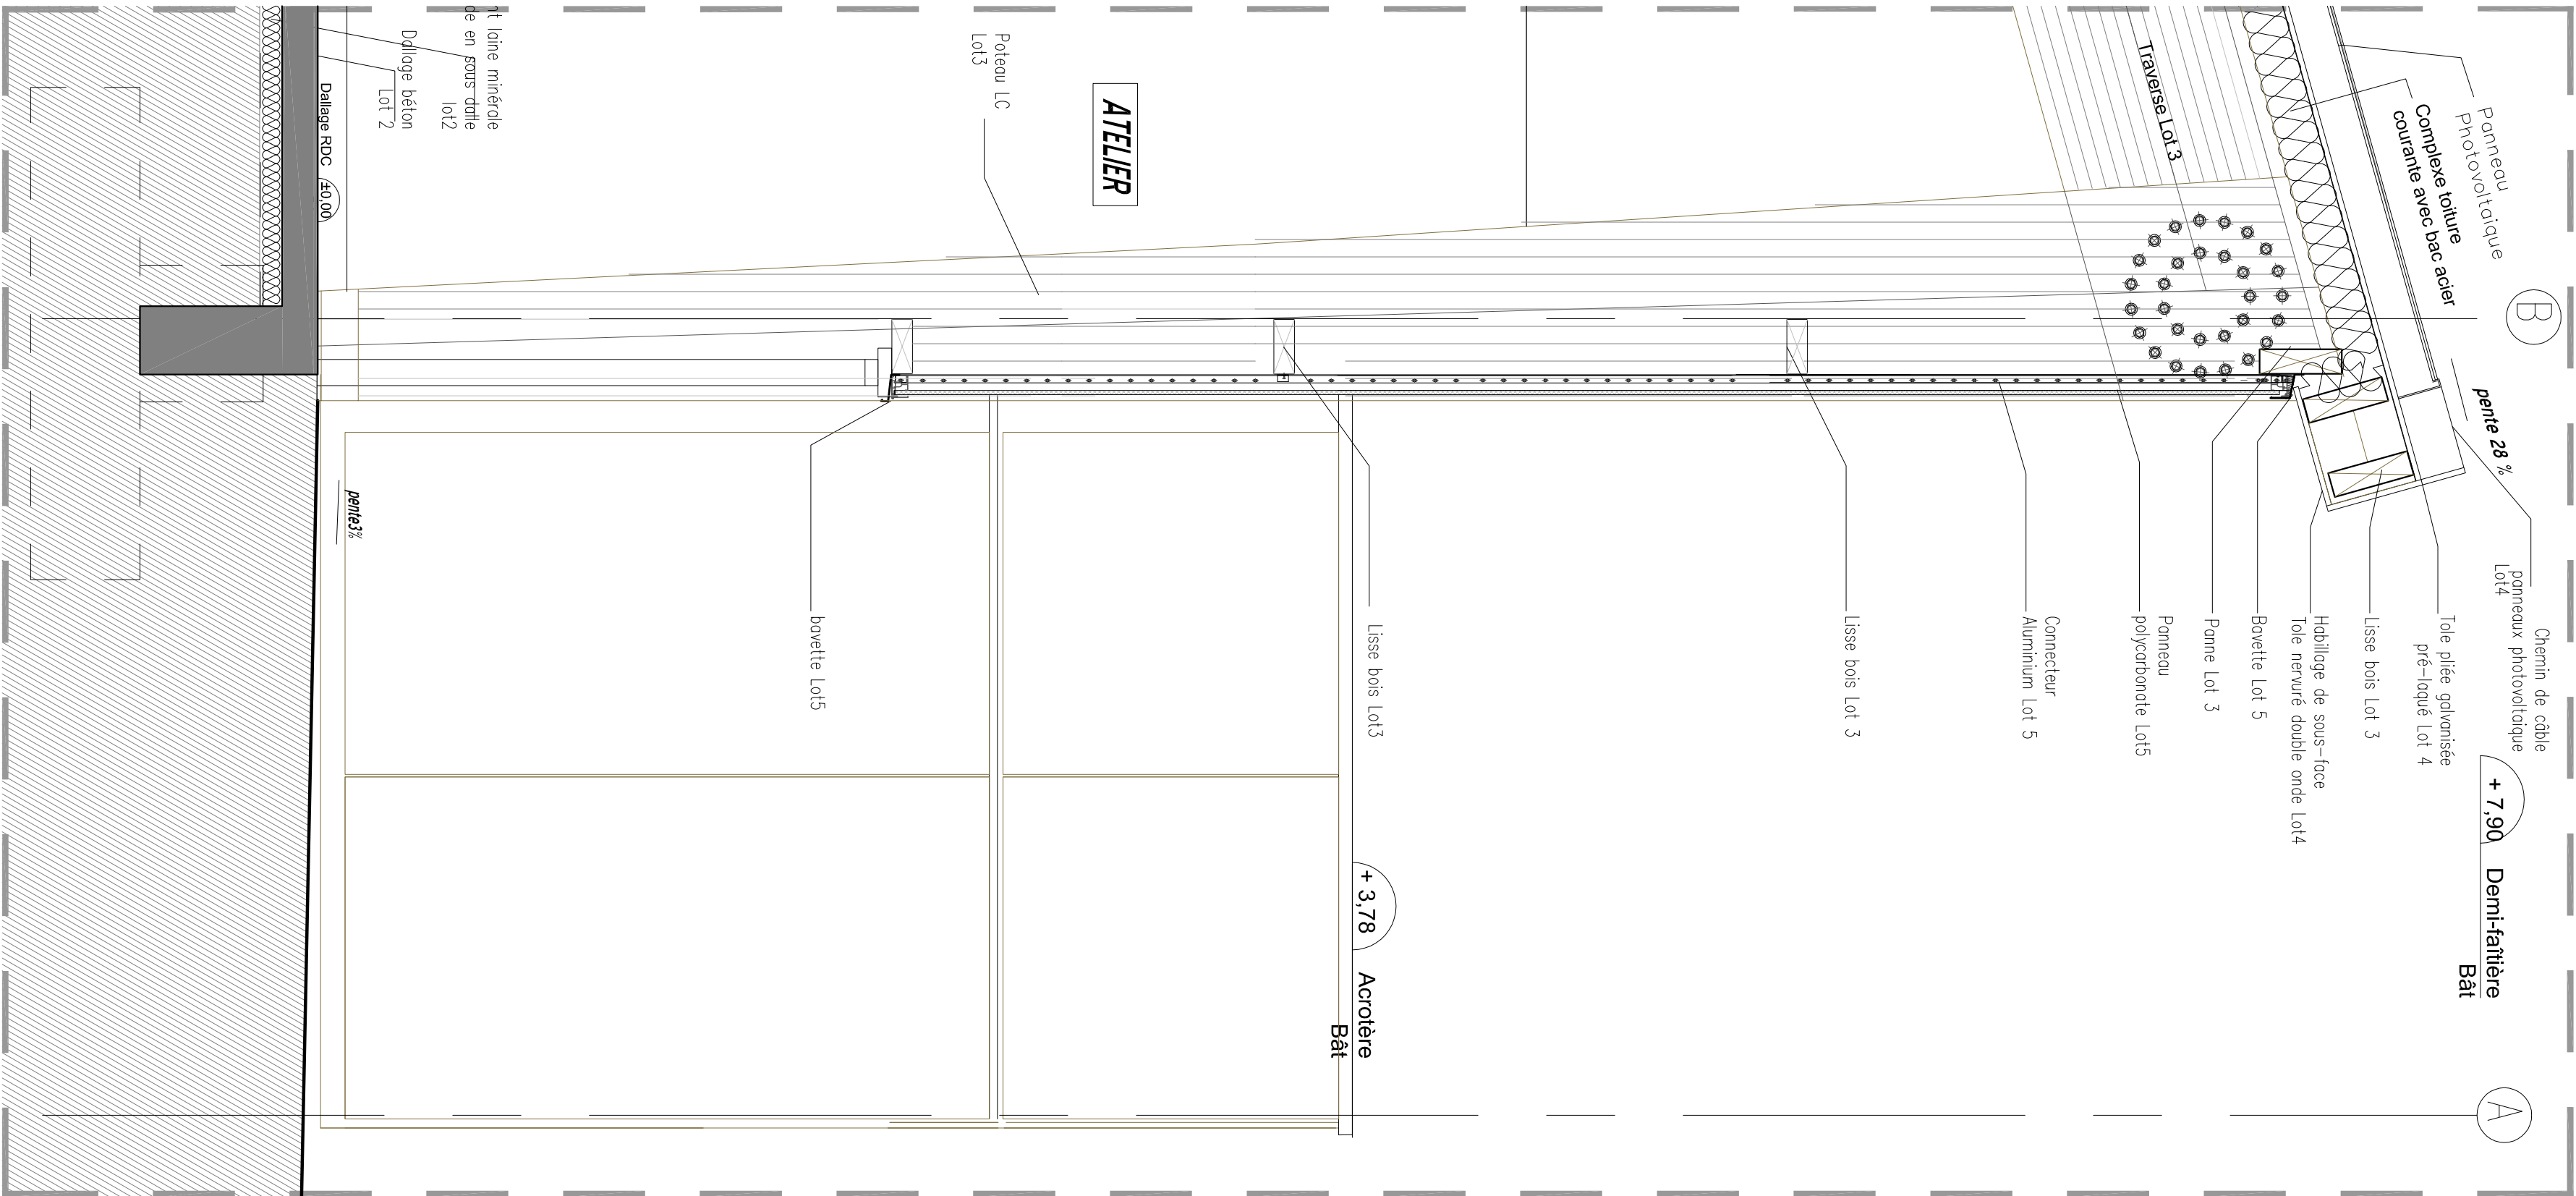 B
A
Panneau
Photovoltaique
Complexe toiture
courante avec bac acier
Traverse Lot 3
pente 28 %
Chemin de câble
panneaux photovoltaique
Lot4
Tole pliée galvanisée
pré-laqué Lot 4
Lisse bois Lot 3
Habillage de sous-face
Tole nervuré double onde Lot4
Bavette Lot 5
Panne Lot 3
Panneau
polycarbonate Lot5
Connecteur
Aluminium Lot 5
Lisse bois Lot 3
+ 7,90 Demi-faîtière
Bât
+ 3,78 Acrotère
Bât
Lisse bois Lot3
ATELIER
Poteau LC
Lot3
bavette Lot5
nt laine minérale
de en sous dalle
lot2
Dallage béton
Lot 2
Dallage RDC ±0,00
pente3%